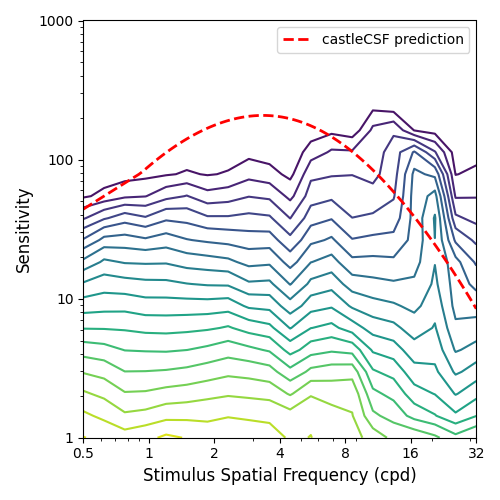 1000
100
10
1
Sensitivity
castleCSF prediction
0.5 1 2 4 8 16 32
Stimulus Spatial Frequency (cpd)